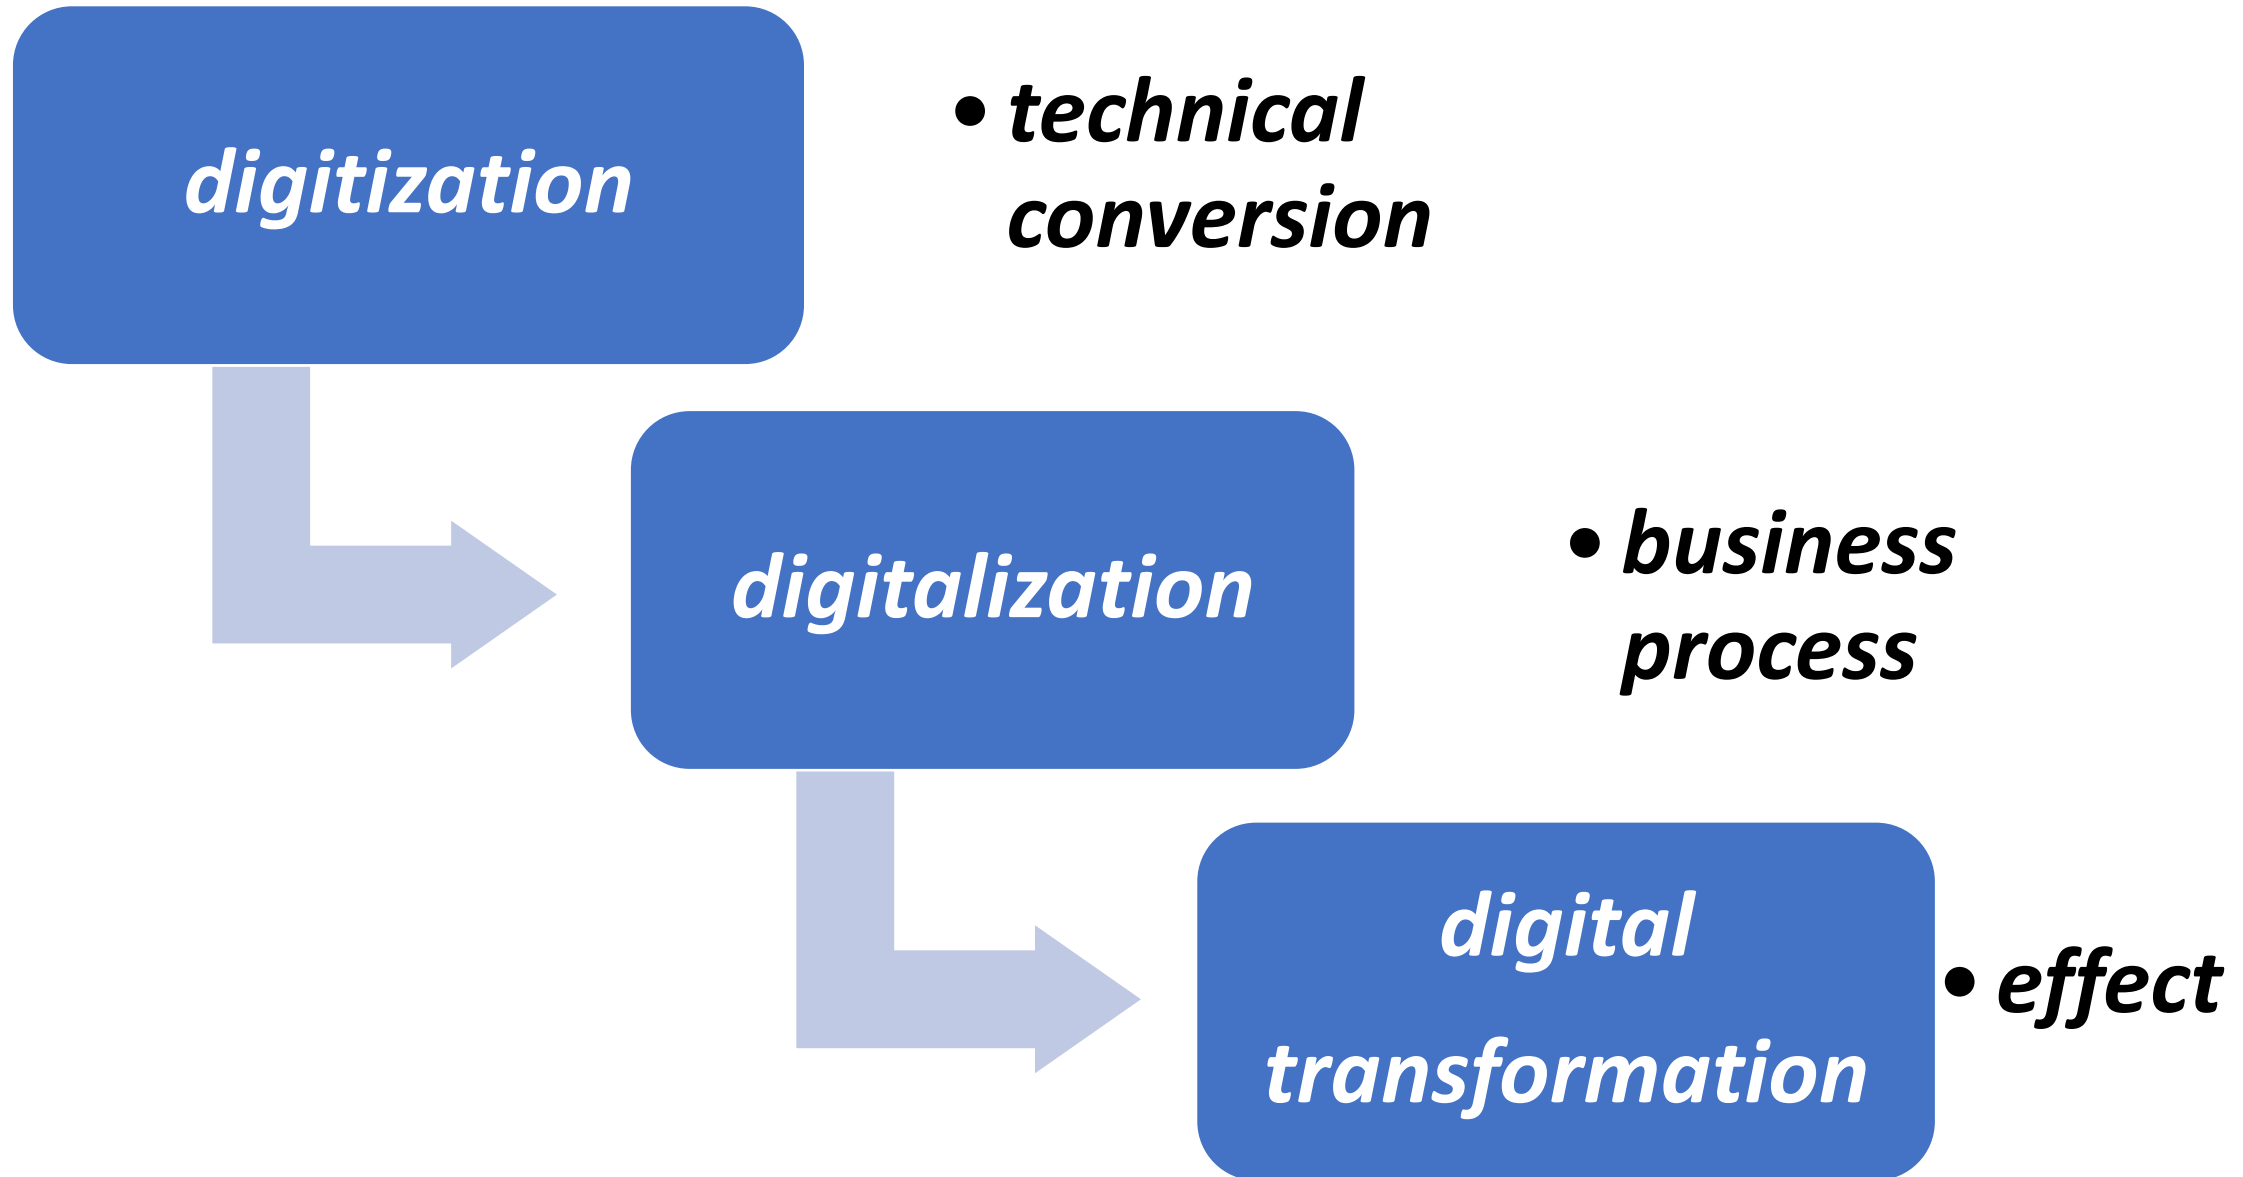 digitization
• technical
conversion
digitalization
• business
process
digital
transformation
• effect